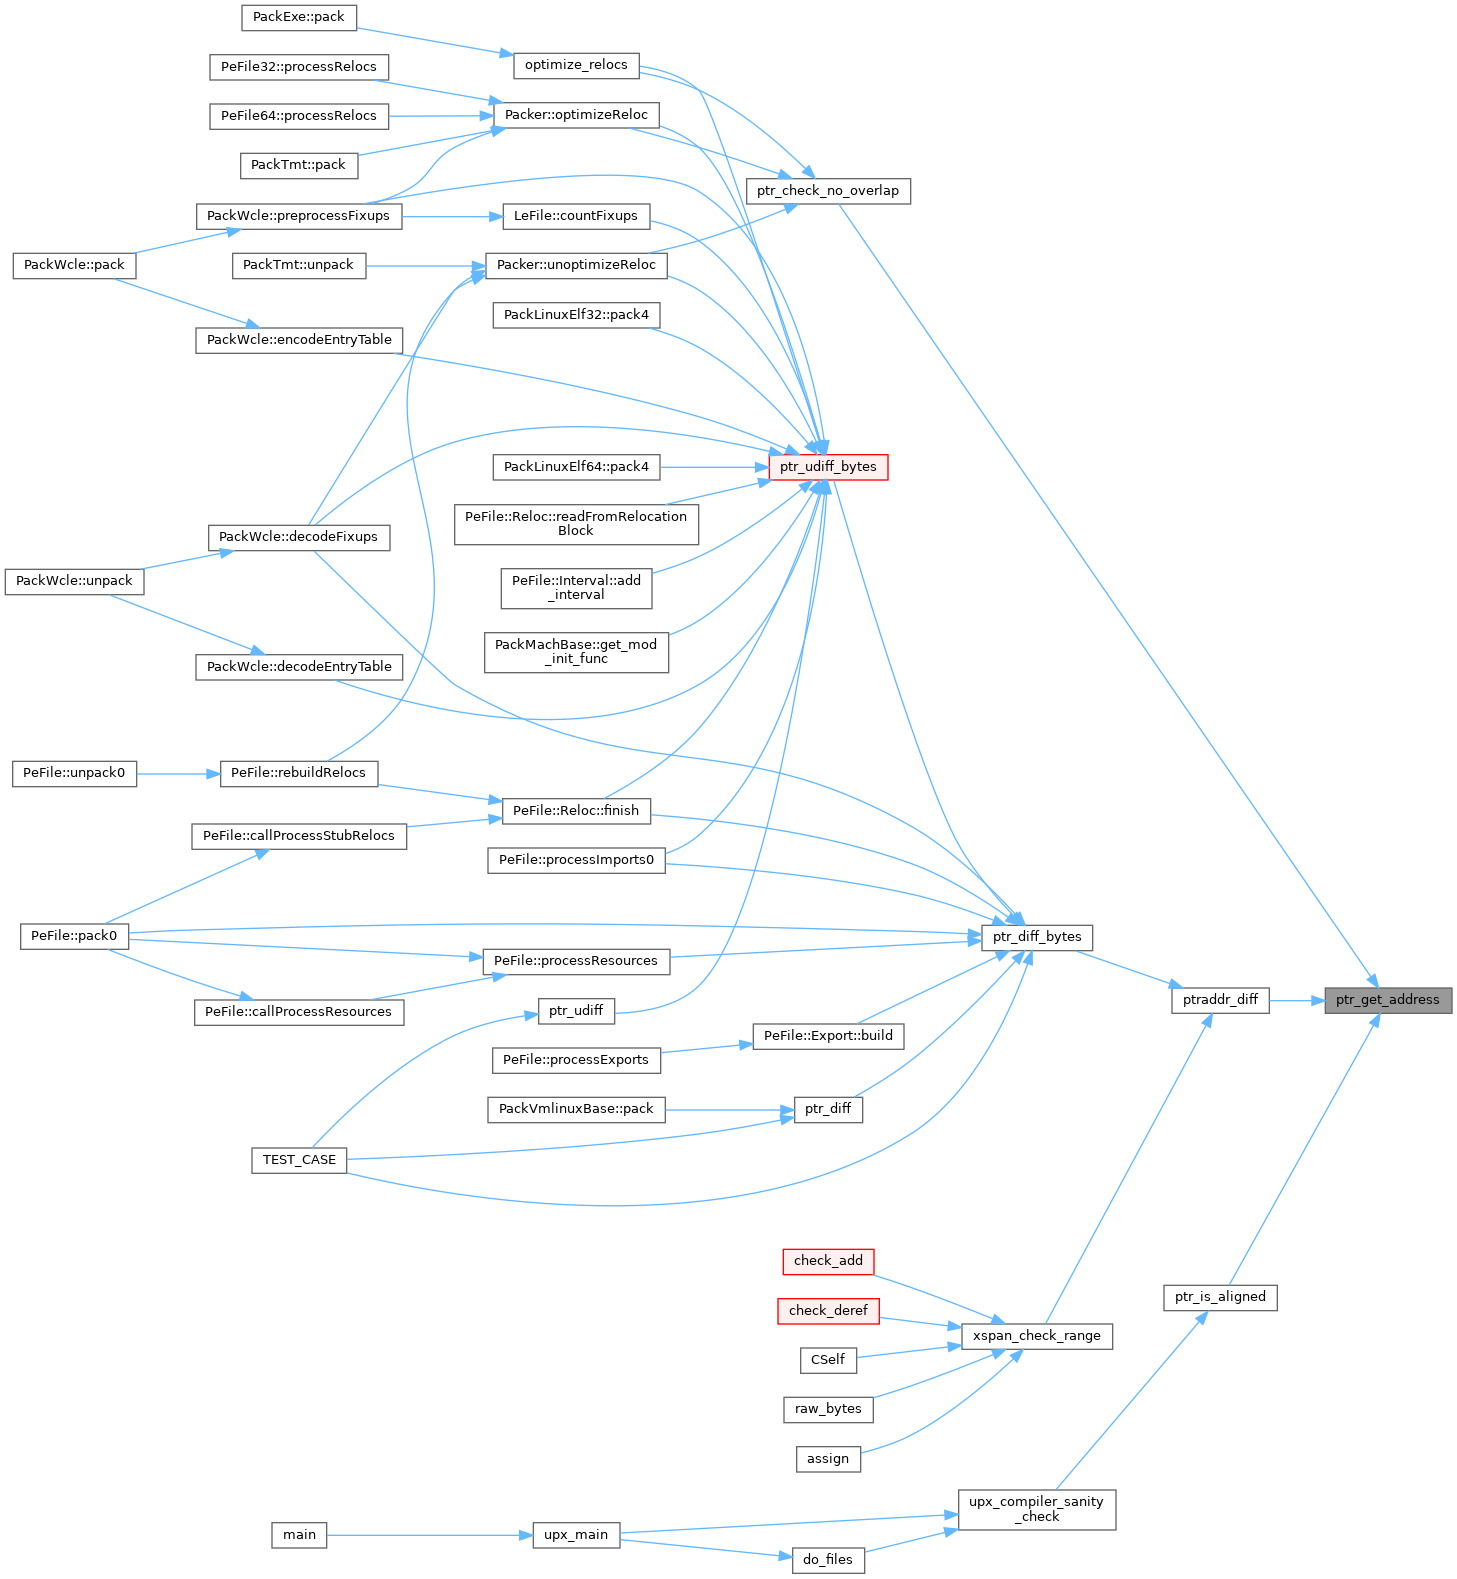 PackExe::pack
optimize_relocs
PeFile32::processRelocs
Packer::optimizeReloc
PeFile64::processRelocs
PackTmt::pack
ptr_check_no_overlap
PackWcle::preprocessFixups
LeFile::countFixups
PackWcle::pack
PackTmt::unpack
Packer::unoptimizeReloc
PackLinuxElf32::pack4
PackWcle::encodeEntryTable
ptr_udiff_bytes
PackLinuxElf64::pack4
PeFile::Reloc::readFromRelocation
Block
PackWcle::decodeFixups
PackWcle::unpack
PeFile::Interval::add
_interval
PackMachBase::get_mod
_init_func
PackWcle::decodeEntryTable
PeFile::unpack0
PeFile::rebuildRelocs
PeFile::Reloc::finish
PeFile::callProcessStubRelocs
PeFile::processImports0
PeFile::pack0
ptr_diff_bytes
PeFile::processResources
ptraddr_diff
ptr_get_address
PeFile::callProcessResources
ptr_udiff
PeFile::Export::build
PeFile::processExports
PackVmlinuxBase::pack
ptr_diff
TEST_CASE
check_add
ptr_is_aligned
check_deref
xspan_check_range
CSelf
raw_bytes
assign
upx_compiler_sanity
_check
main
upx_main
do_files